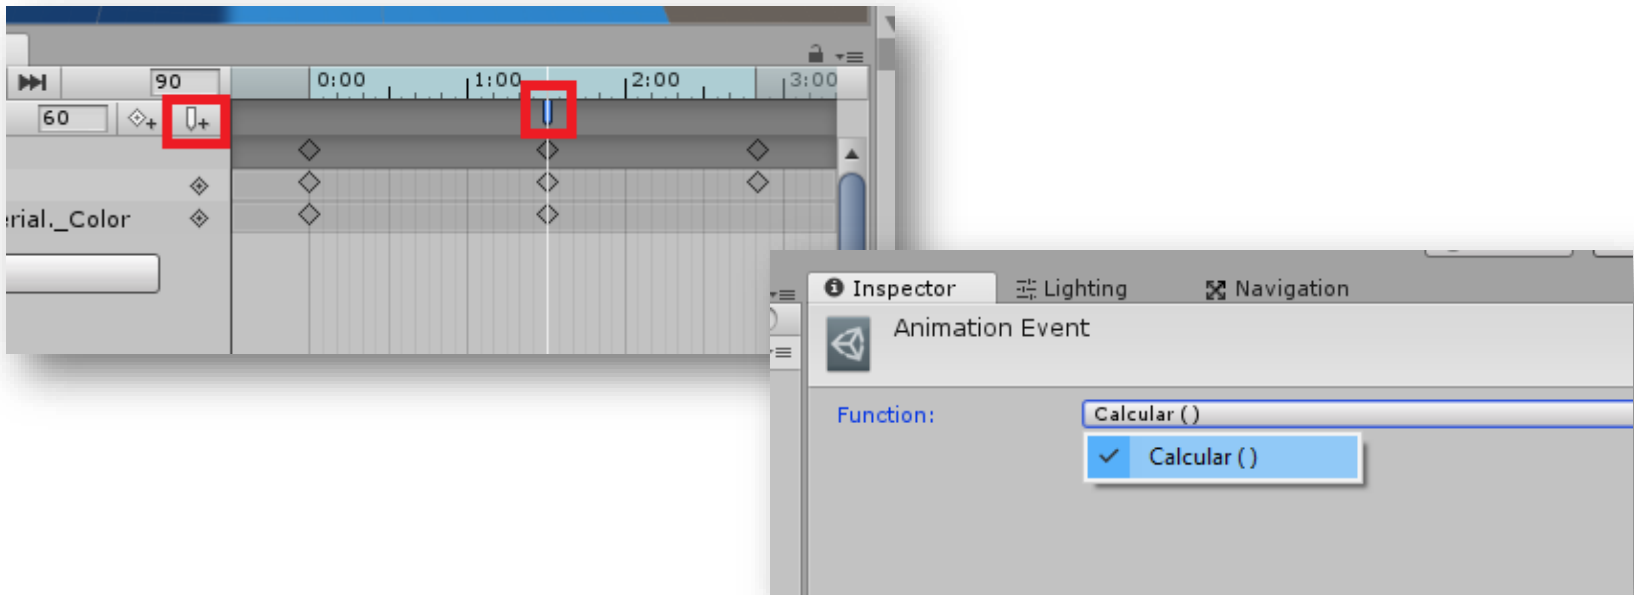 90 0:00 1:00 2:00 3:00
60
erial._Color
Inspector Lighting Navigation
Animation Event
Function: Calcular ( )
Calcular ( )